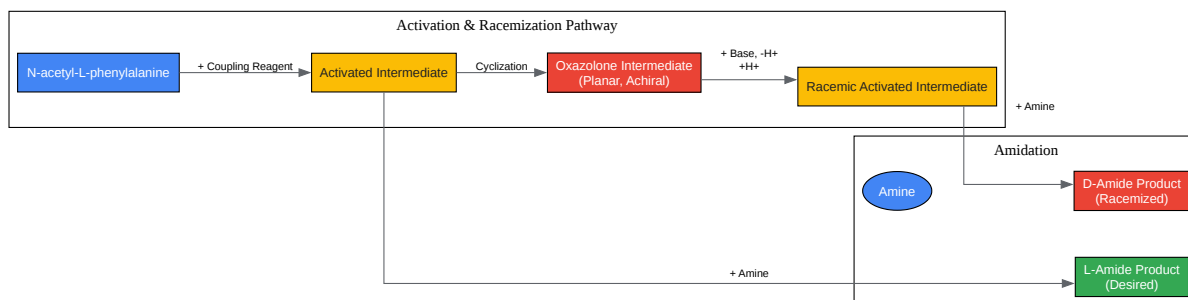 Activation & Racemization Pathway
N-acetyl-L-phenylalanine
+ Coupling Reagent
Activated Intermediate
Cyclization
Oxazolone Intermediate
(Planar, Achiral)
+ Base, -H+
+H+
Racemic Activated Intermediate
+ Amine
Amidation
Amine
D-Amide Product
(Racemized)
+ Amine
L-Amide Product
(Desired)